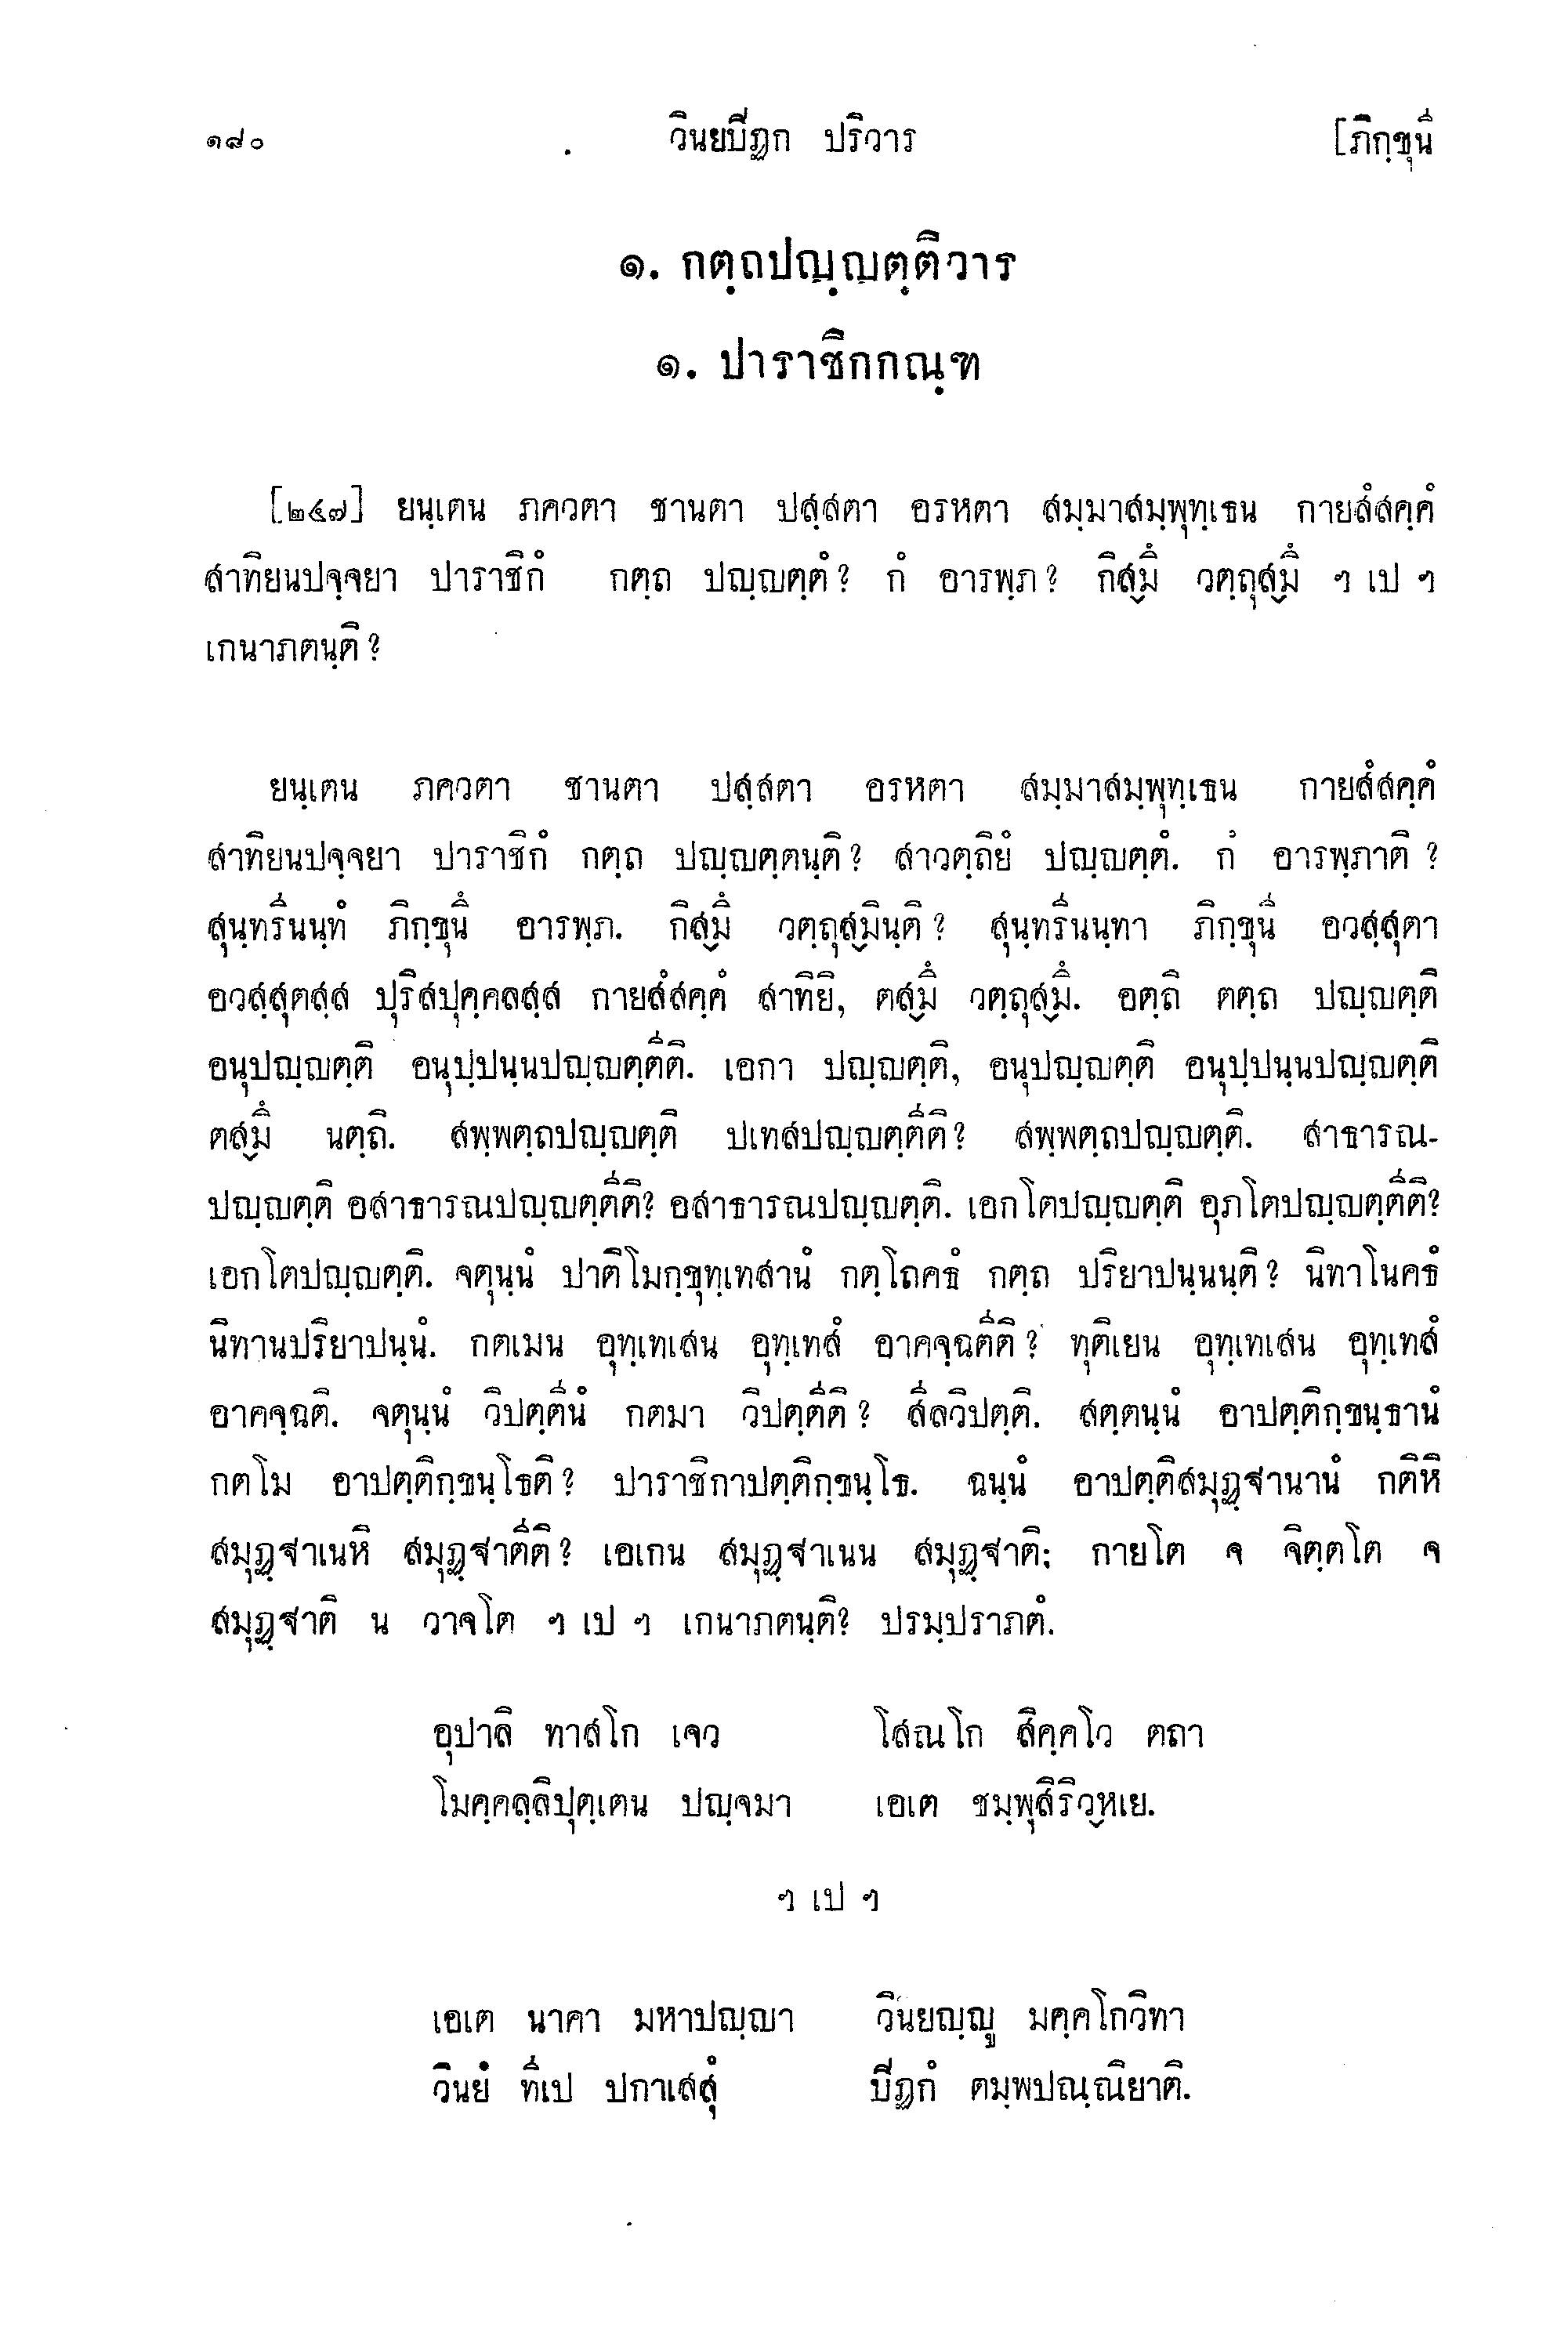 ๑๘๐ วินยปิฏก ปริวาร [ภิกฺขุนี
๑. กตฺถปญฺญตฺติวาร
๑. ปาราชิกกณฺฑ
[๒๔๗] ยนฺเตน ภควตา ชานตา ปสฺสตา อรหตา สมฺมาสมฺพุทฺเธน กายสํสคฺคํ
สาทิยนปจฺจยา ปาราชิกํ กตฺถ ปญฺญตฺตํ? กํ อารพฺภ? กิสฺมึ วตฺถุสฺมึ ฯ เป ฯ
เกนาภตนฺติ?
ยนฺเตน ภควตา ชานตา ปสฺสตา อรหตา สมฺมาสมฺพุทฺเธน กายสํสคฺคํ
สาทิยนปจฺจยา ปาราชิกํ กตฺถ ปญฺญตฺตนฺติ? สาวตฺถิยํ ปญฺญตฺตํ. กํ อารพฺภาติ?
สุนฺทรีนนฺทํ ภิกฺขุนึ อารพฺภ. กิสฺมึ วตฺถุสฺมินฺติ? สุนฺทรีนนฺทา ภิกฺขุนี อวสฺสุตา
อวสฺสุตสฺส ปุริสปุคฺคลสฺส กายสํสคฺคํ สาทิยิ, ตสฺมึ วตฺถุสฺมึ. อตฺถิ ตตฺถ ปญฺญตฺติ
อนุปญฺญตฺติ อนุปฺปนฺนปญฺญตฺตีติ. เอกา ปญฺญตฺติ, อนุปญฺญตฺติ อนุปฺปนฺนปญฺญตฺติ
ตสฺมึ นตฺถิ. สพฺพตฺถปญฺญตฺติ ปเทสปญฺญตฺตีติ? สพฺพตฺถปญฺญตฺติ. สาธารณ-
ปญฺญตฺติ อสาธารณปญฺญตฺตีติ? อสาธารณปญฺญตฺติ. เอกโตปญฺญตฺติ อุภโตปญฺญตฺตีติ?
เอกโตปญฺญตฺติ. จตุนฺนํ ปาติโมกฺขุทฺเทสานํ กตฺโถคธํ กตฺถ ปริยาปนฺนนฺติ? นิทาโนคธํ
นิทานปริยาปนฺนํ. กตเมน อุทฺเทเสน อุทฺเทสํ อาคจฺฉตีติ? ทุติเยน อุทฺเทเสน อุทฺเทสํ
อาคจฺฉติ. จตุนฺนํ วิปตฺตีนํ กตมา วิปตฺตีติ? สีลวิปตฺติ. สตฺตนฺนํ อาปตฺติกฺขนฺธานํ
กตโม อาปตฺติกฺขนฺโธติ? ปาราชิกาปตฺติกฺขนฺโธ. ฉนฺนํ อาปตฺติสมุฏฺฐานานํ กติหิ
สมุฏฺฐาเนหิ สมุฏฺฐาตีติ? เอเกน สมุฏฺฐาเนน สมุฏฺฐาติ; กายโต จ จิตฺตโต จ
สมุฏฺฐาติ น วาจโต ฯ เป ฯ เกนาภตนฺติ? ปรมฺปราภตํ.
อุปาลิ ทาสโก เจว โสณโก สิคฺคโว ตถา
โมคฺคลฺลิปุตฺเตน ปญฺจมา เอเต ชมฺพุสิริวฺหเย.
ฯ เป ฯ
เอเต นาคา มหาปญฺญา วินยญฺญู มคฺคโกวิทา
วินยํ ทีเป ปกาเสสุํ ปิฏกํ ตมฺพปณฺณิยาติ.